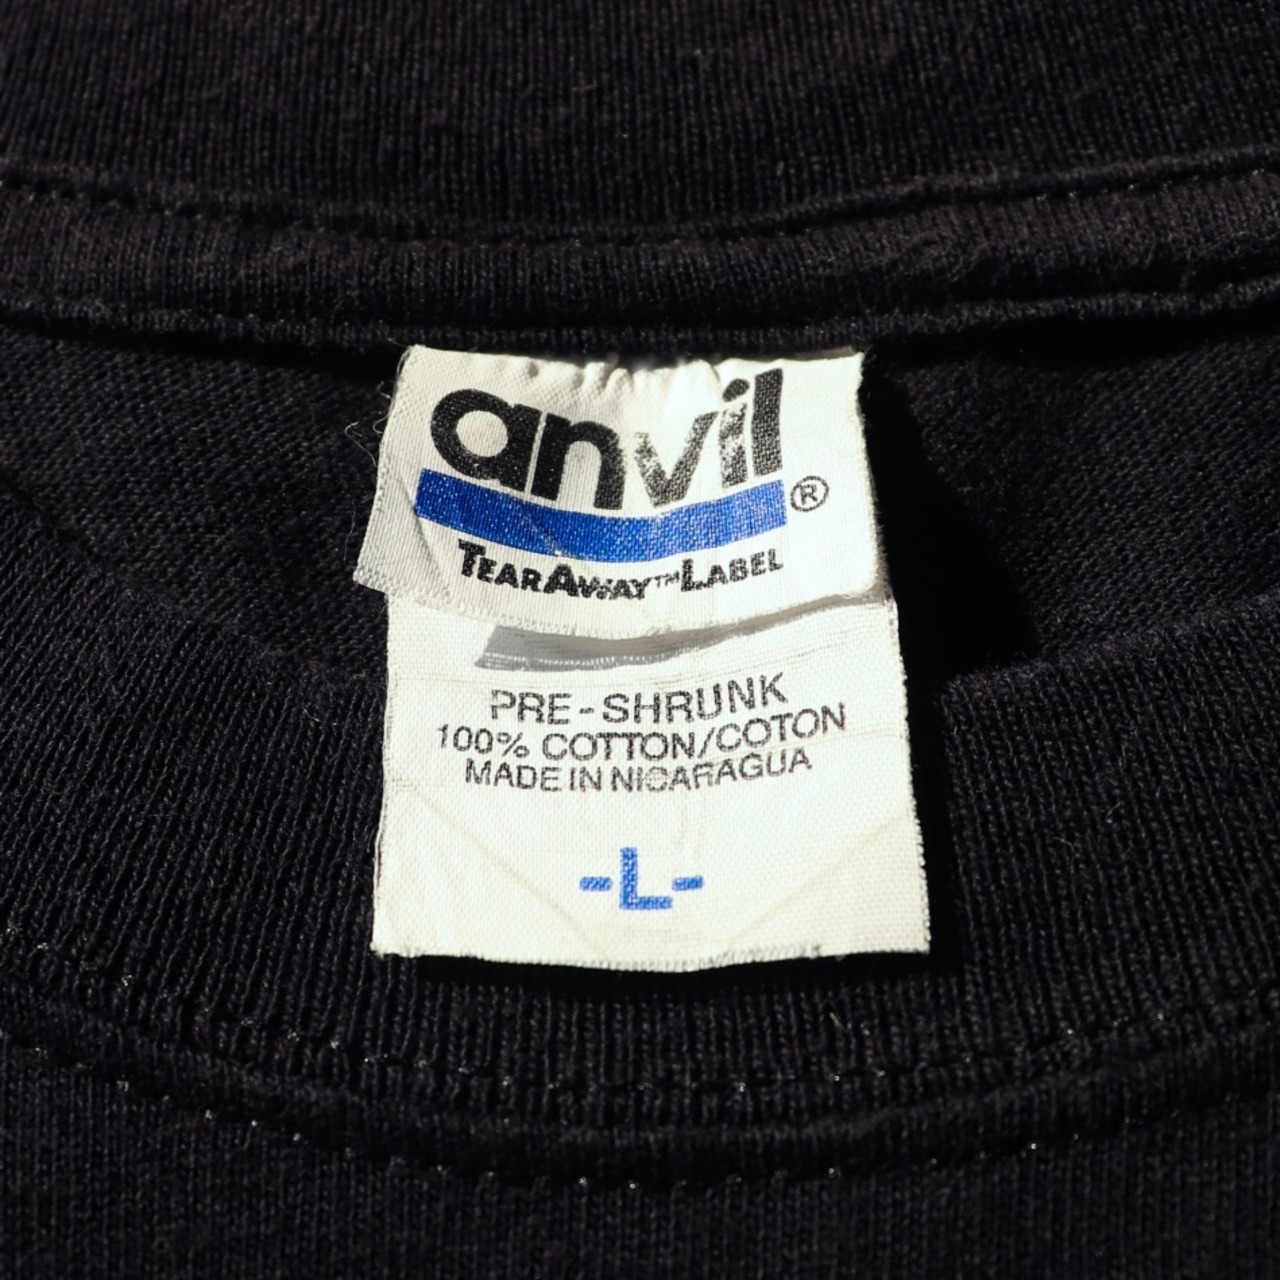 anvil®
TEARAWAY™LABEL
PRE-SHRUNK
100% COTTON/COTON
MADE IN NICARAGUA
-L-